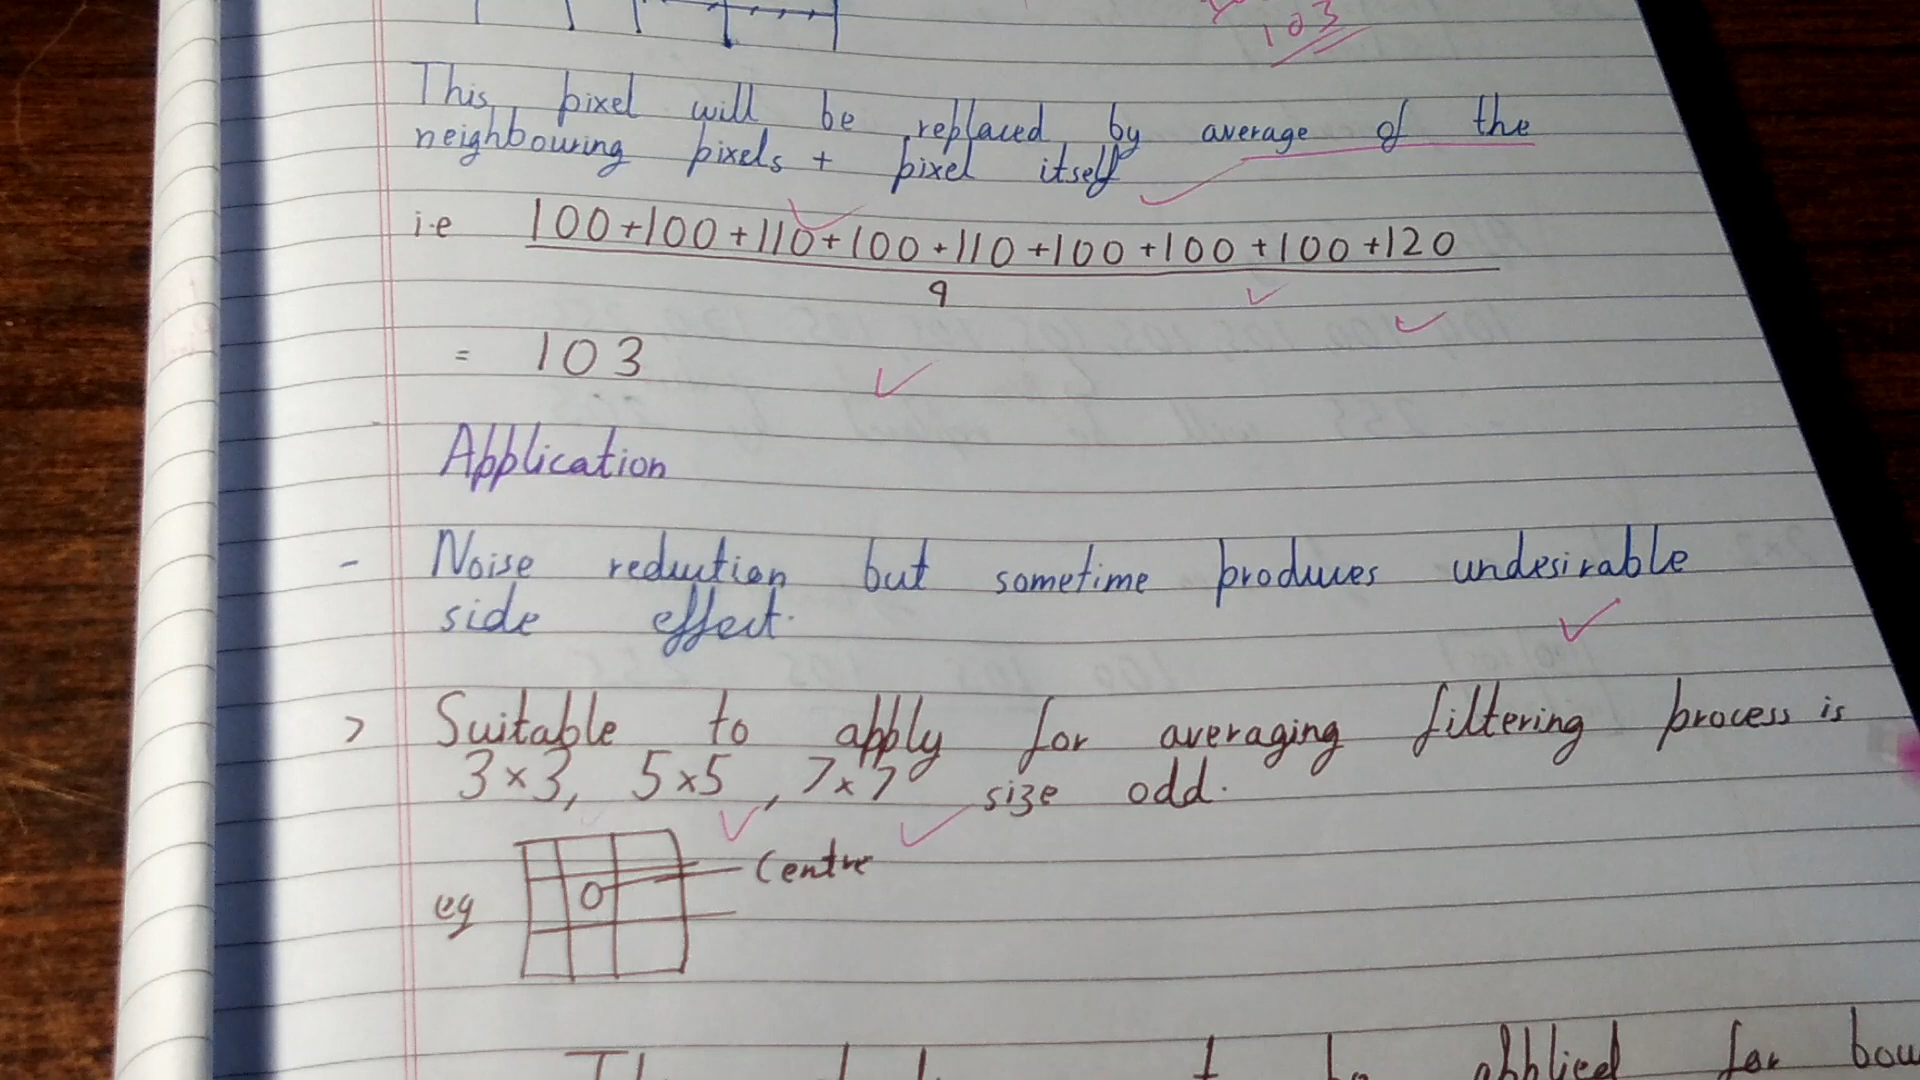 103
This pixel will be replaced by average of the
neighbouring pixels + pixel itself
i.e 100+100+110+100+110+100+100+100+120
9
= 103
Application
- Noise reduction but sometime produces undesirable
side effect.
> Suitable to apply for averaging filtering process is
3×3, 5×5, 7×7 size odd.
Centre
eg
applied for